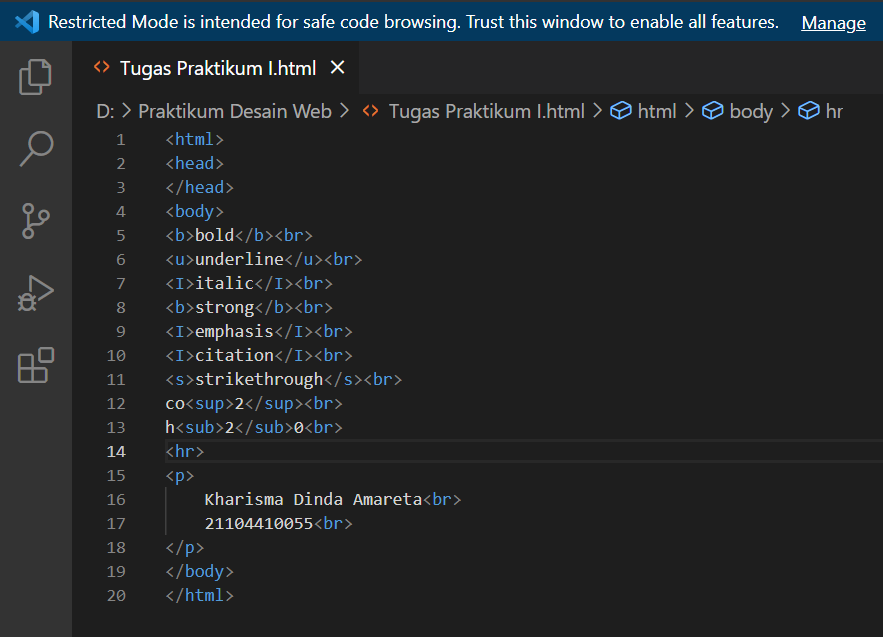 Restricted Mode is intended for safe code browsing. Trust this window to enable all features. Manage
Tugas Praktikum I.html
D: > Praktikum Desain Web > Tugas Praktikum I.html > html > body > hr
1 <html>
2 <head>
3 </head>
4 <body>
5 <b>bold</b><br>
6 <u>underline</u><br>
7 <I>italic</I><br>
8 <b>strong</b><br>
9 <I>emphasis</I><br>
10 <I>citation</I><br>
11 <s>strikethrough</s><br>
12 co<sup>2</sup><br>
13 h<sub>2</sub>0<br>
14 <hr>
15 <p>
16     Kharisma Dinda Amareta<br>
17     21104410055<br>
18 </p>
19 </body>
20 </html>